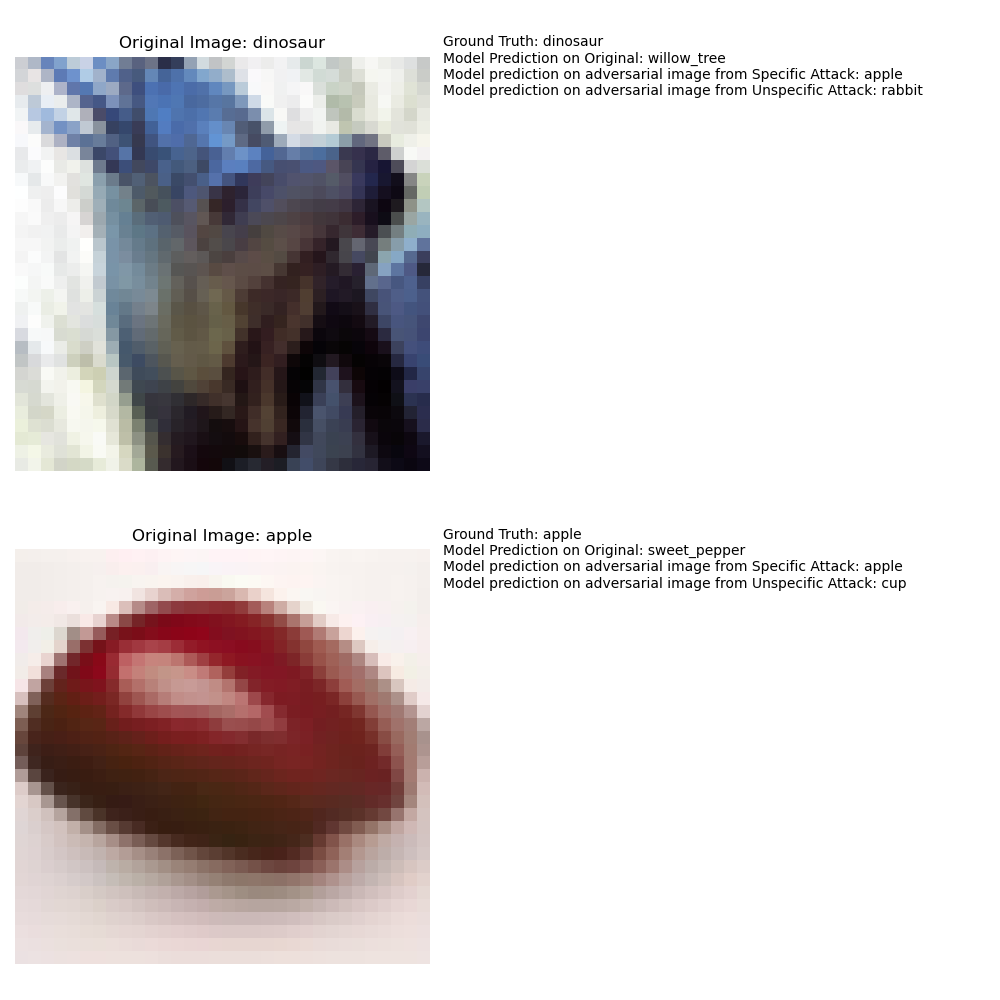 Original Image: dinosaur
Ground Truth: dinosaur
Model Prediction on Original: willow_tree
Model prediction on adversarial image from Specific Attack: apple
Model prediction on adversarial image from Unspecific Attack: rabbit
Original Image: apple
Ground Truth: apple
Model Prediction on Original: sweet_pepper
Model prediction on adversarial image from Specific Attack: apple
Model prediction on adversarial image from Unspecific Attack: cup